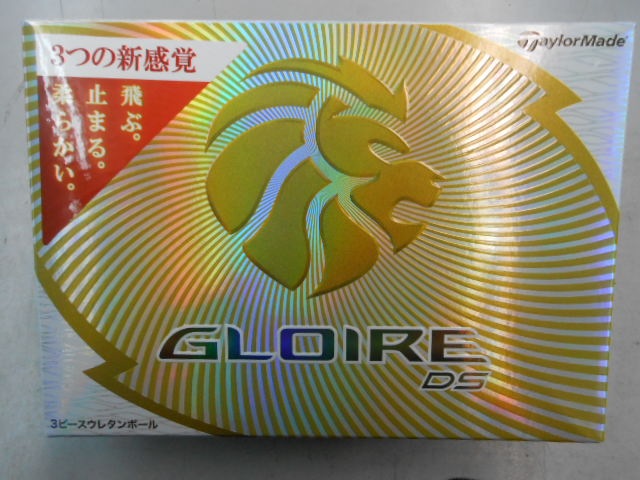 3つの新感覚
飛ぶ。
止まる。
柔らかい。
TaylorMade
GLOIRE
DS
3ピースウレタンボール